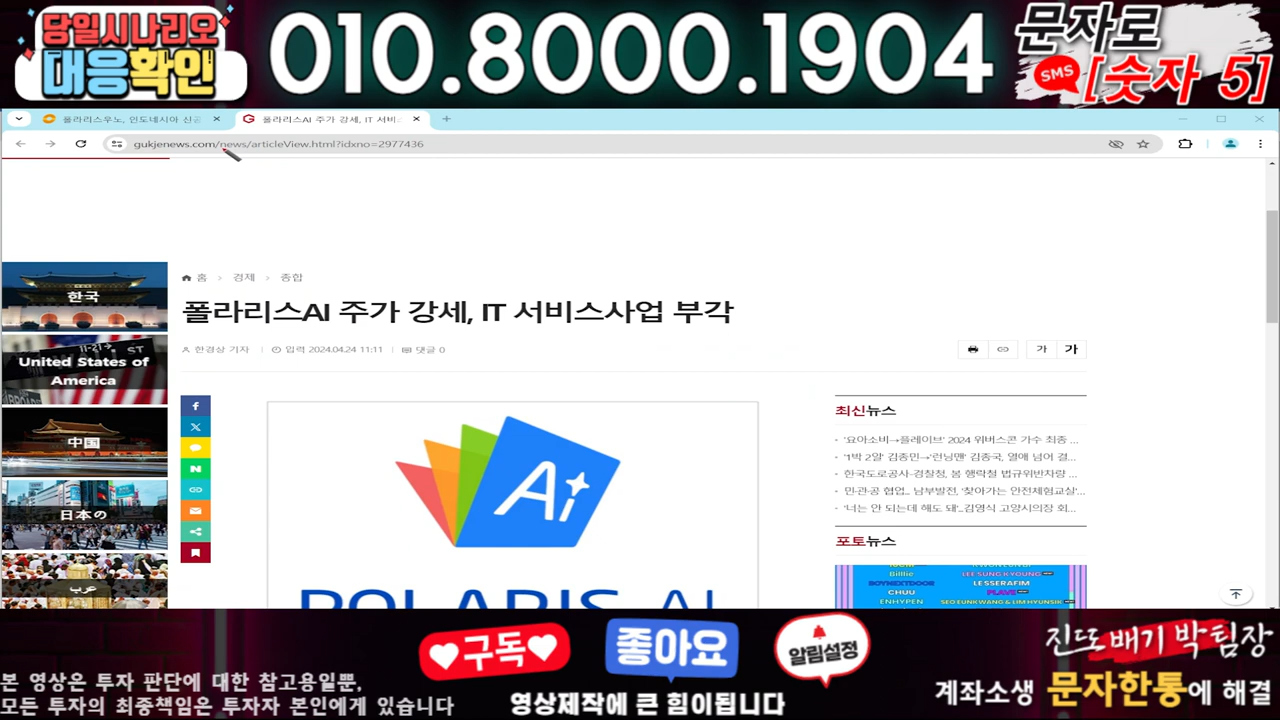 당일시나리오
대응확인
010.8000.1904
문자로
SMS
[숫자 5]
폴라리스우노, 인도네시아 신공
폴라리스AI 주가 강세, IT 서비스
gukjenews.com/news/articleView.html?idxno=2977436
홈 > 경제 > 종합
폴라리스AI 주가 강세, IT 서비스사업 부각
한경상 기자
입력 2024.04.24 11:11
댓글 0
가
가
한국
United States of
America
中国
日本の
عرب
Ai
POLARIS AI
최신뉴스
'요아소비→플레이브' 2024 위버스콘 가수 최종 ...
'1박 2일' 김종민→'런닝맨' 김종국, 열애 넘어 결...
한국도로공사-경찰청, 봄 행락철 법규위반차량 ...
민·관·공 협업... 남부발전, '찾아가는 안전체험교실'...
'너는 안 되는데 해도 돼'...김영식 고양시의장 회...
포토뉴스
Billlie
LEE SUNG KYOUNG
BOYNEXTDOOR
LESSERAFIM
CHUU
PLAVE
ENHYPEN
SEO EUNKWANG & LIM HYUNSIK
구독
좋아요
알림설정
진또배기 박팀장
본 영상은 투자 판단에 대한 참고용일뿐,
모든 투자의 최종책임은 투자자 본인에게 있습니다
영상제작에 큰 힘이됩니다
계좌소생 문자한통에 해결